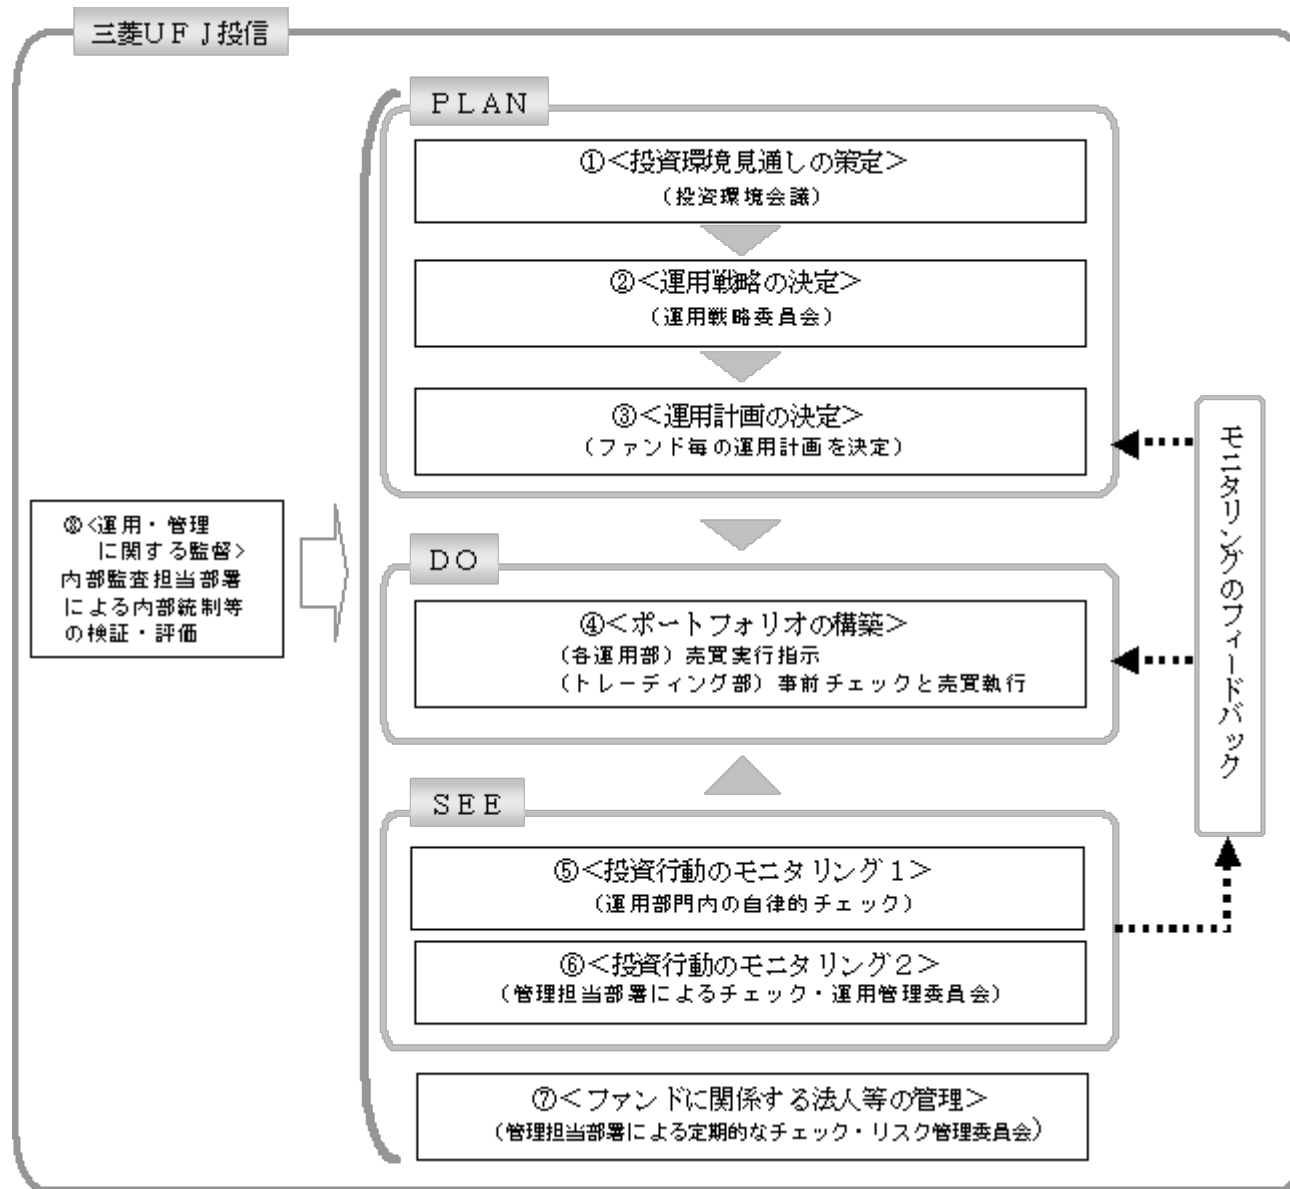 三菱ＵＦＪ投信
ＰＬＡＮ
①＜投資環境見通しの策定＞
（投資環境会議）
②＜運用戦略の決定＞
（運用戦略委員会）
③＜運用計画の決定＞
（ファンド毎の運用計画を決定）
⑧＜運用・管理
に関する監督＞
内部監査担当部署
による内部統制等
の検証・評価
ＤＯ
④＜ポートフォリオの構築＞
（各運用部）売買実行指示
（トレーディング部）事前チェックと売買執行
ＳＥＥ
⑤＜投資行動のモニタリング１＞
（運用部門内の自律的チェック）
⑥＜投資行動のモニタリング２＞
（管理担当部署によるチェック・運用管理委員会）
⑦＜ファンドに関係する法人等の管理＞
（管理担当部署による定期的なチェック・リスク管理委員会）
モニタリングのフィードバック